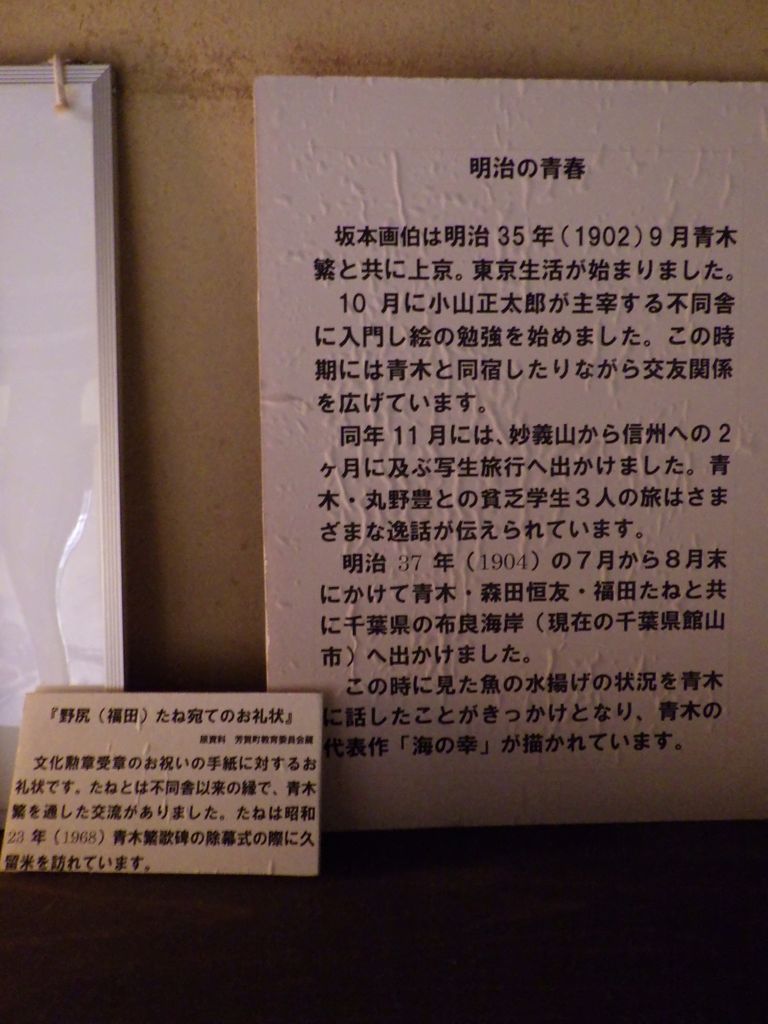 明治の青春
坂本画伯は明治35年(1902)9月青木
繁と共に上京。東京生活が始まりました。
10 月に小山正太郎が主宰する不同舎
に入門し絵の勉強を始めました。この時
期には青木と同宿したりながら交友関係
を広げています。
同年11月には、妙義山から信州への2
ヶ月に及ぶ写生旅行へ出かけました。青
木・丸野豊との貧乏学生3人の旅はさま
ざまな逸話が伝えられています。
明治 37 年(1904)の7月から8月末
にかけて青木・森田恒友・福田たねと共
に千葉県の布良海岸(現在の千葉県館山
市)へ出かけました。
この時に見た魚の水揚げの状況を青木
に話したことがきっかけとなり、青木の
代表作「海の幸」が描かれています。
『野尻(福田)たね宛てのお礼状』
原資料 芳賀町教育委員会蔵
文化勲章受章のお祝いの手紙に対するお
礼状です。たねとは不同舎以来の縁で、青木
繁を通した交流がありました。たねは昭和
23 年(1968)青木繁歌碑の除幕式の際に久
留米を訪れています。